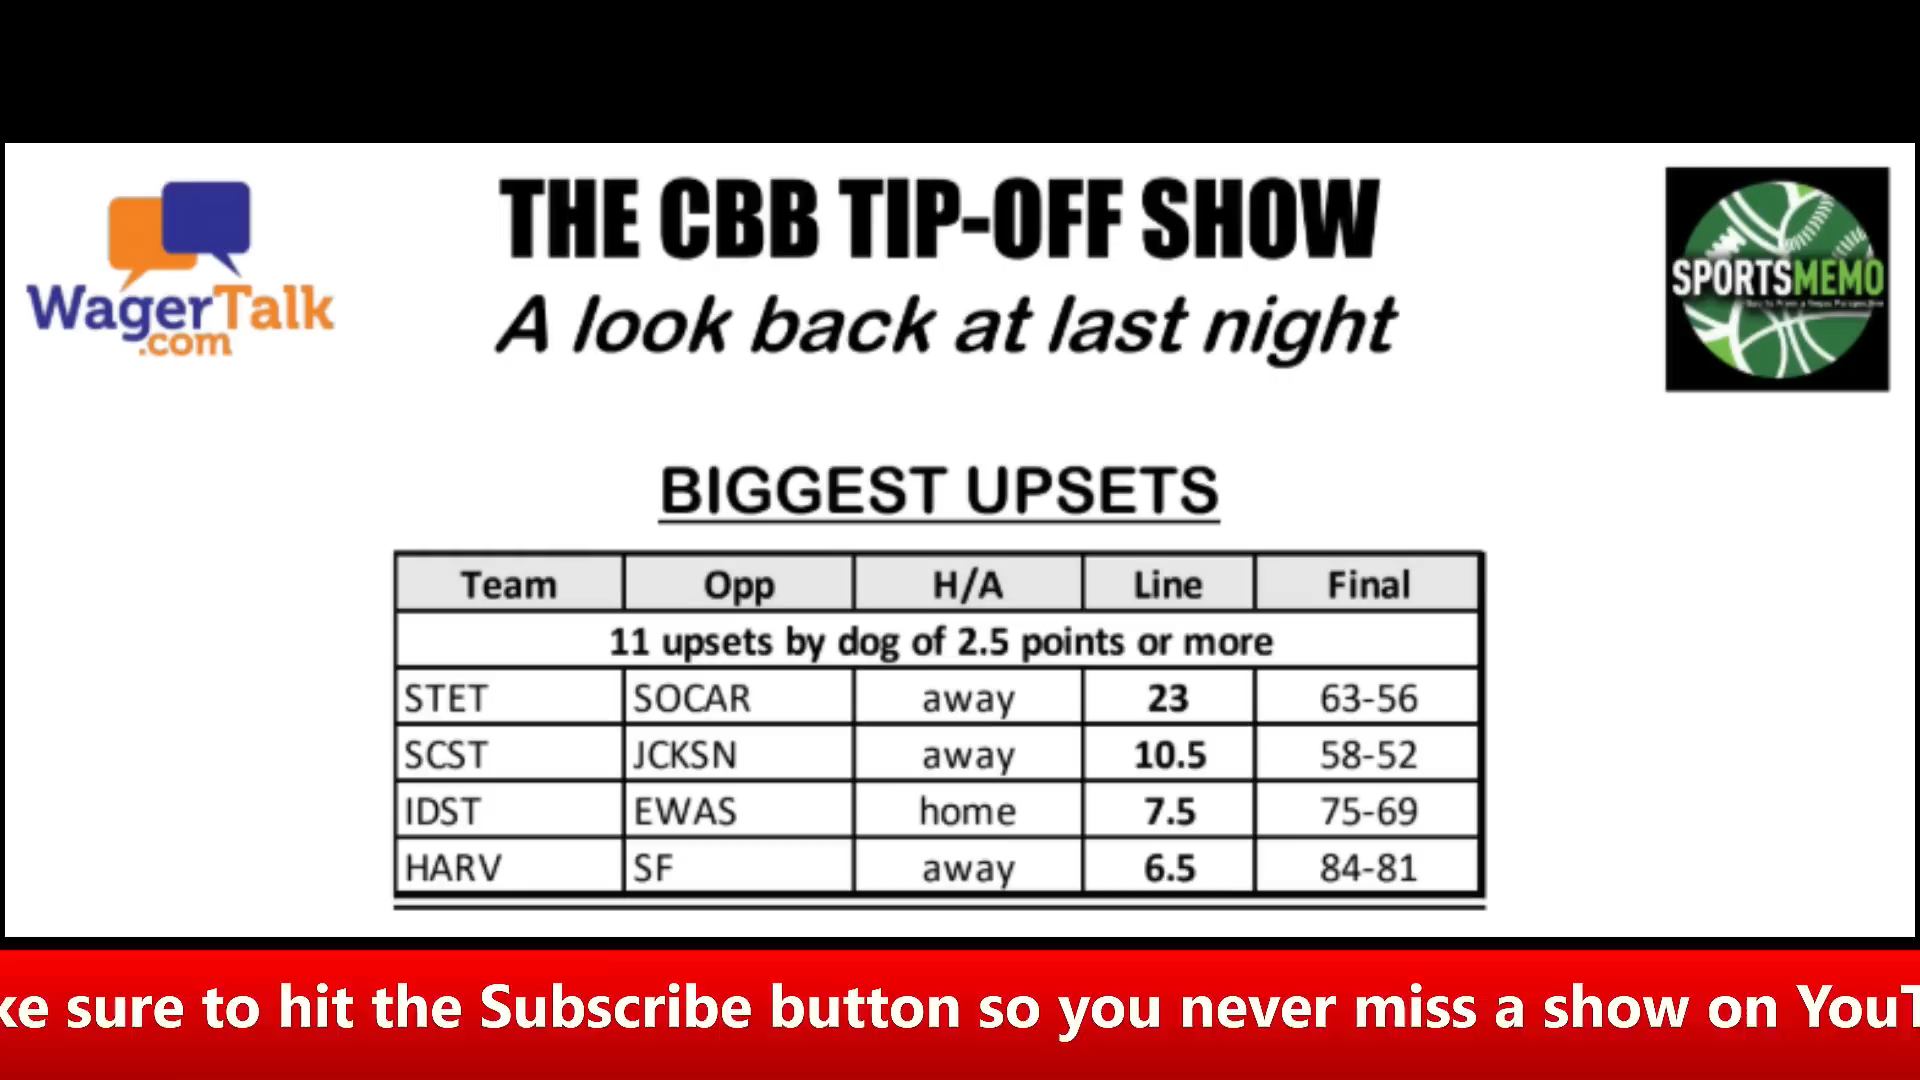 THE CBB TIP-OFF SHOW
A look back at last night
WagerTalk
.com
SPORTSMEMO
BIGGEST UPSETS
Team Opp H/A Line Final
11 upsets by dog of 2.5 points or more
STET SOCAR away 23 63-56
SCST JCKSN away 10.5 58-52
IDST EWAS home 7.5 75-69
HARV SF away 6.5 84-81
ke sure to hit the Subscribe button so you never miss a show on YouT